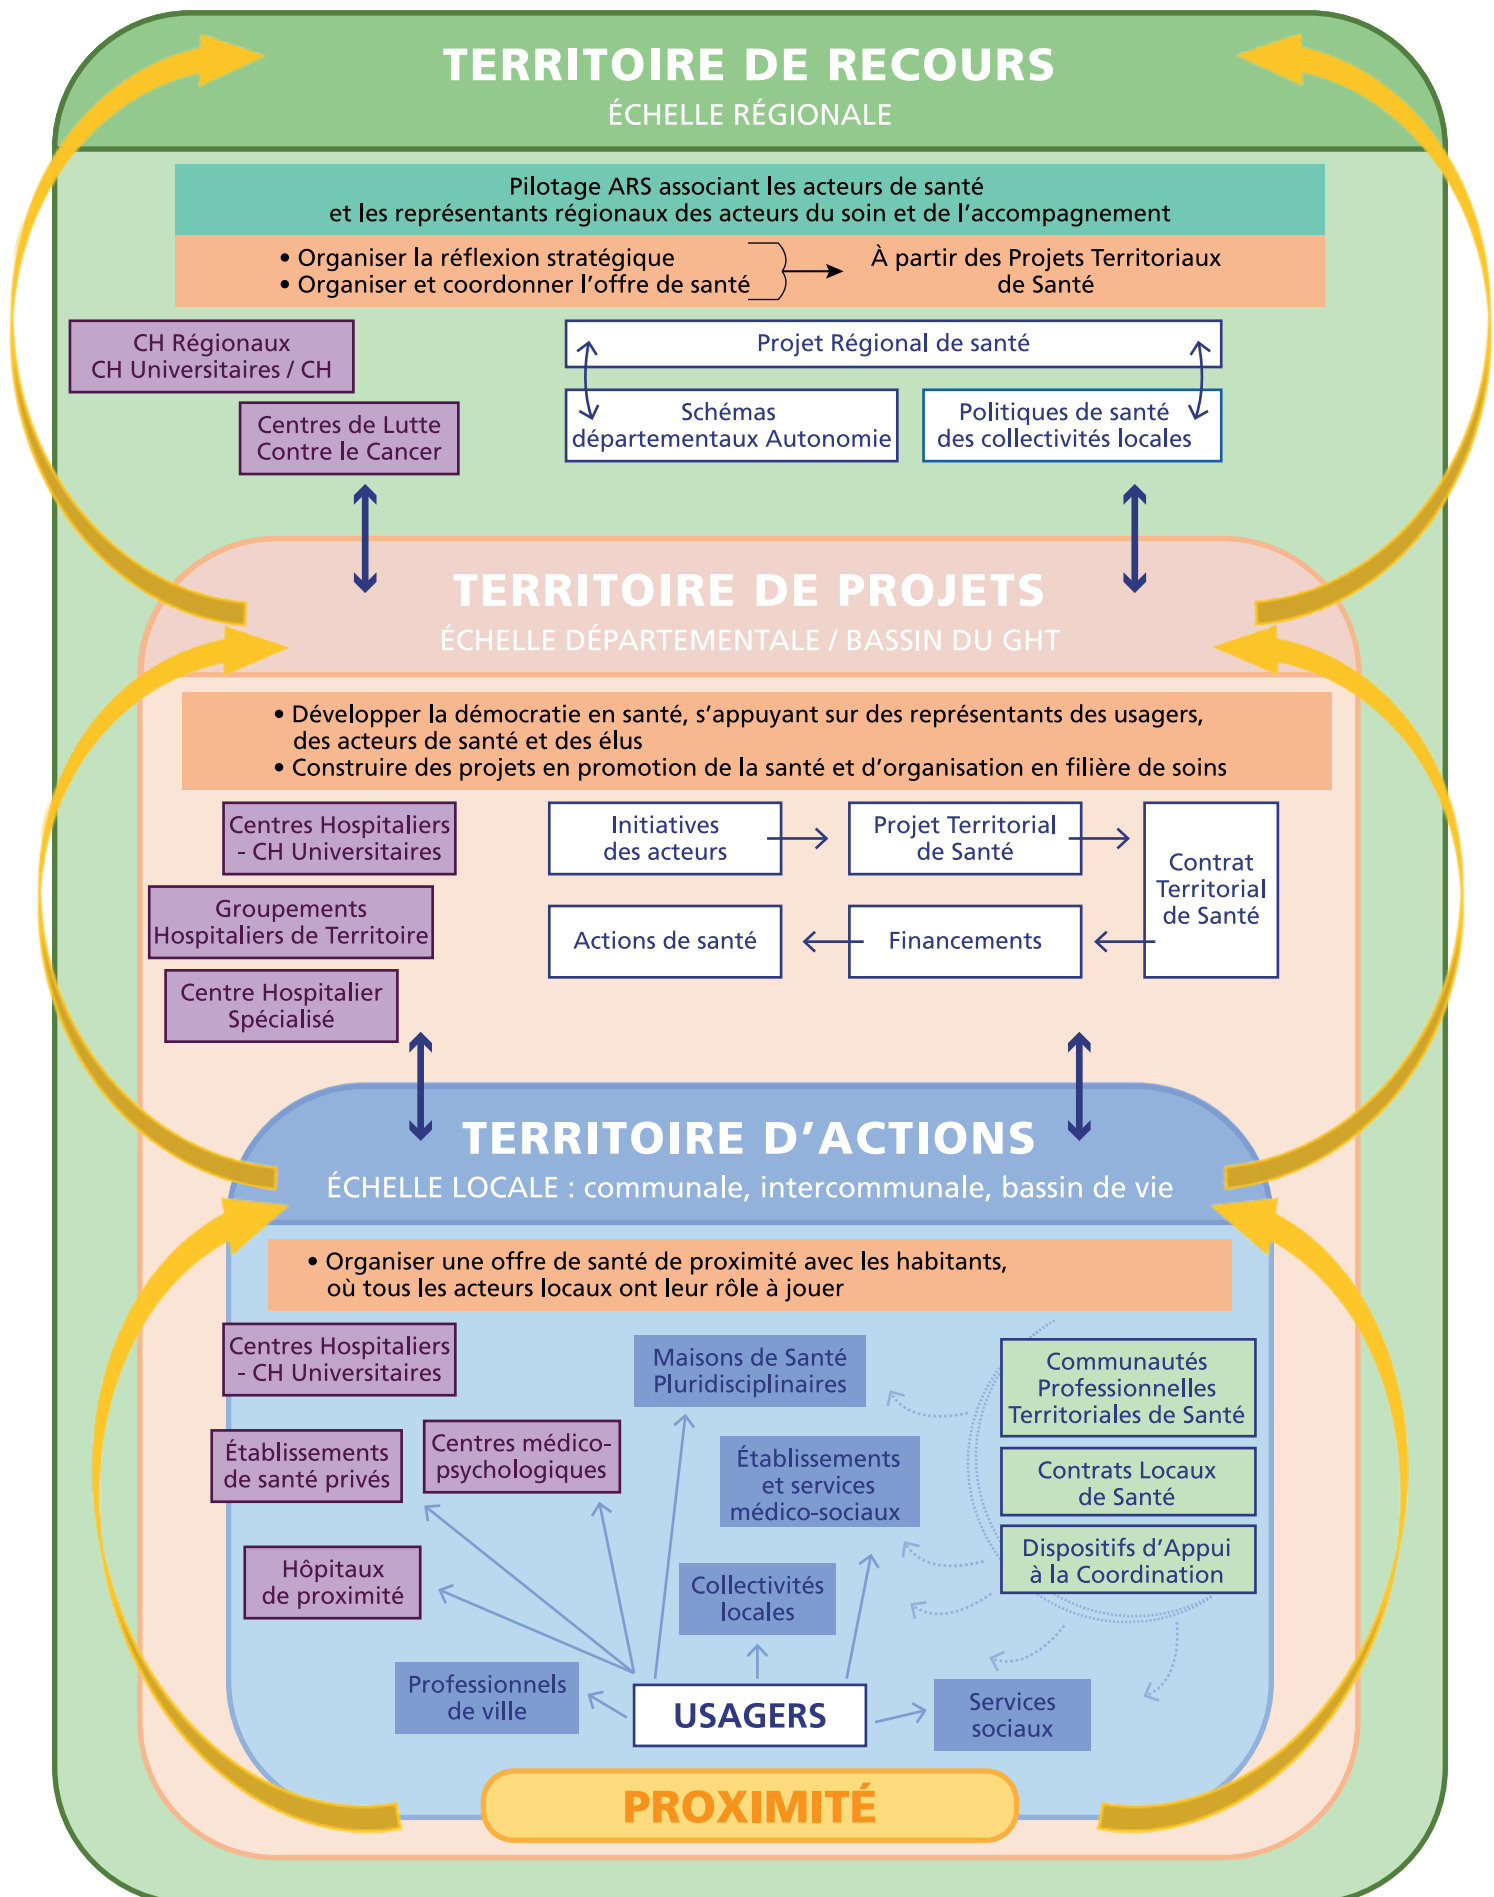 TERRITOIRE DE RECOURS
ÉCHELLE RÉGIONALE
Pilotage ARS associant les acteurs de santé
et les représentants régionaux des acteurs du soin et de l’accompagnement
• Organiser la réflexion stratégique
• Organiser et coordonner l’offre de santé
À partir des Projets Territoriaux
de Santé
CH Régionaux
CH Universitaires / CH
Centres de Lutte
Contre le Cancer
Projet Régional de santé
Schémas
départementaux Autonomie
Politiques de santé
des collectivités locales
TERRITOIRE DE PROJETS
ÉCHELLE DÉPARTEMENTALE / BASSIN DU GHT
• Développer la démocratie en santé, s’appuyant sur des représentants des usagers,
des acteurs de santé et des élus
• Construire des projets en promotion de la santé et d’organisation en filière de soins
Centres Hospitaliers
- CH Universitaires
Groupements
Hospitaliers de Territoire
Centre Hospitalier
Spécialisé
Initiatives
des acteurs
Projet Territorial
de Santé
Contrat
Territorial
de Santé
Actions de santé
Financements
TERRITOIRE D’ACTIONS
ÉCHELLE LOCALE : communale, intercommunale, bassin de vie
• Organiser une offre de santé de proximité avec les habitants,
où tous les acteurs locaux ont leur rôle à jouer
Centres Hospitaliers
- CH Universitaires
Maisons de Santé
Pluridisciplinaires
Communautés
Professionnelles
Territoriales de Santé
Établissements
de santé privés
Centres médico-
psychologiques
Établissements
et services
médico-sociaux
Contrats Locaux
de Santé
Dispositifs d’Appui
à la Coordination
Hôpitaux
de proximité
Collectivités
locales
Professionnels
de ville
USAGERS
Services
sociaux
PROXIMITÉ